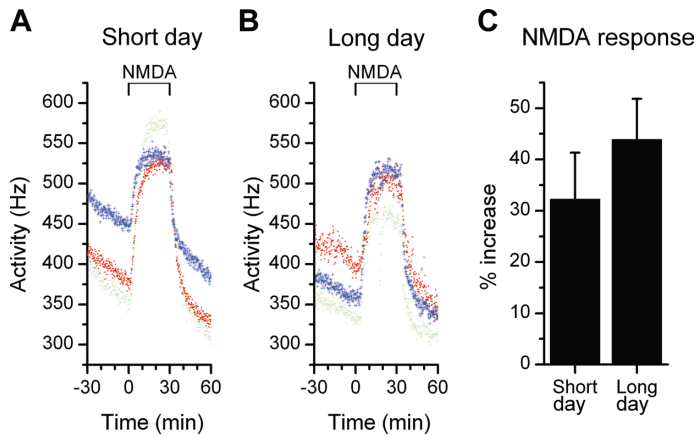 A
Short day
NMDA
Activity (Hz)
600
550
500
450
400
350
300
-30 0 30 60
Time (min)
B
Long day
NMDA
Activity (Hz)
600
550
500
450
400
350
300
-30 0 30 60
Time (min)
C
NMDA response
% increase
50
40
30
20
10
0
Short day
Long day